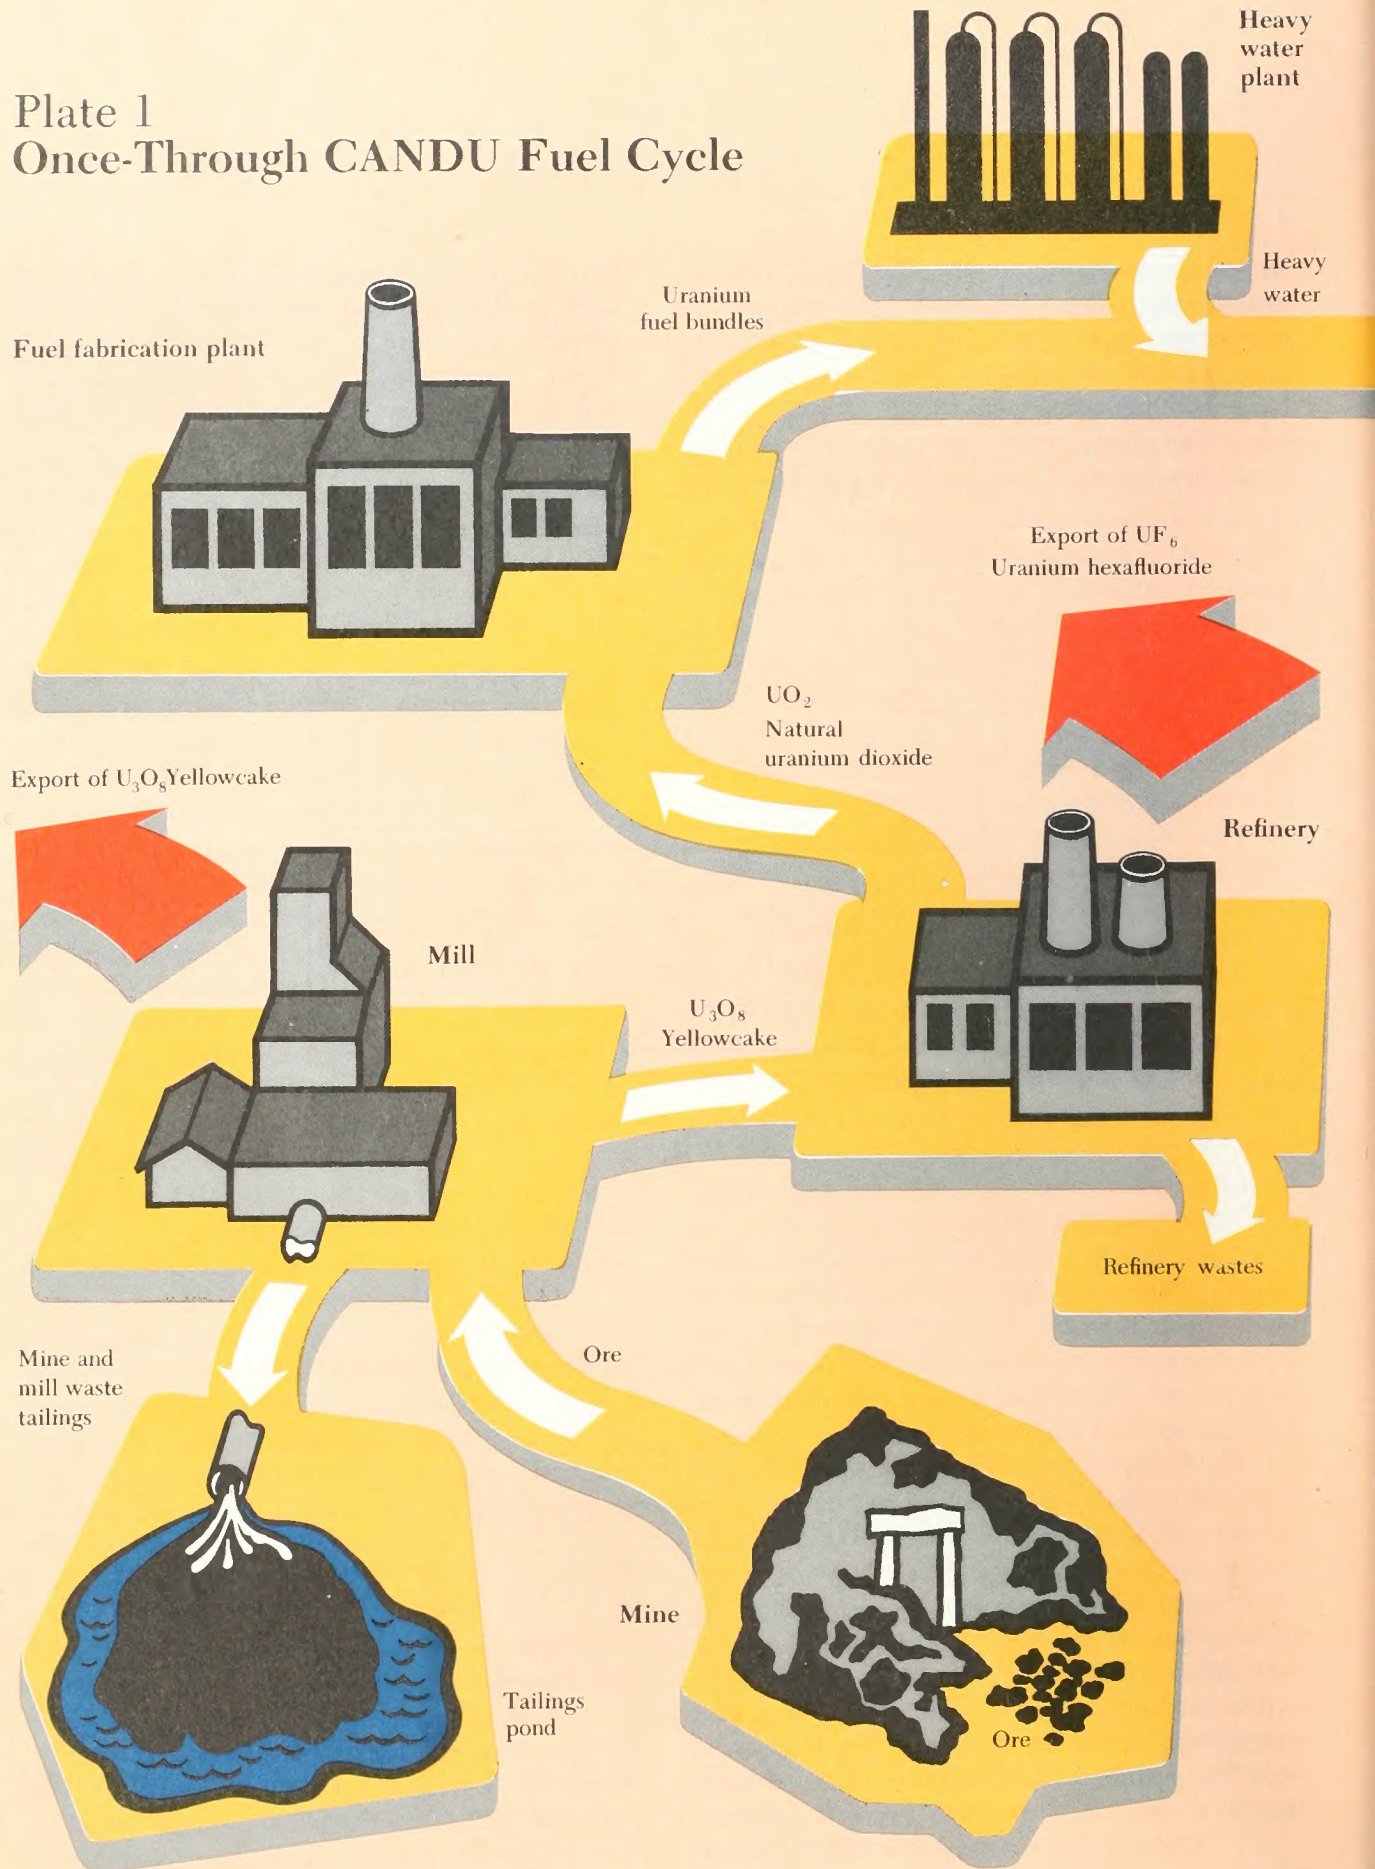 Plate 1
Once-Through CANDU Fuel Cycle
Heavy
water
plant
Heavy
water
Uranium
fuel bundles
Fuel fabrication plant
Export of UF₆
Uranium hexafluoride
UO₂
Natural
uranium dioxide
Export of U₃O₈Yellowcake
Refinery
Mill
U₃O₈
Yellowcake
Refinery wastes
Mine and
mill waste
tailings
Ore
Mine
Tailings
pond
Ore